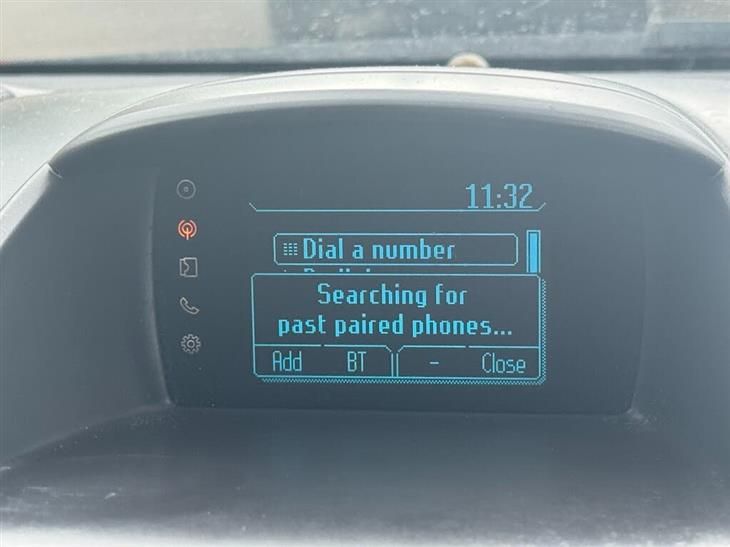 11:32
Dial a number
Searching for
past paired phones...
Add BT - Close